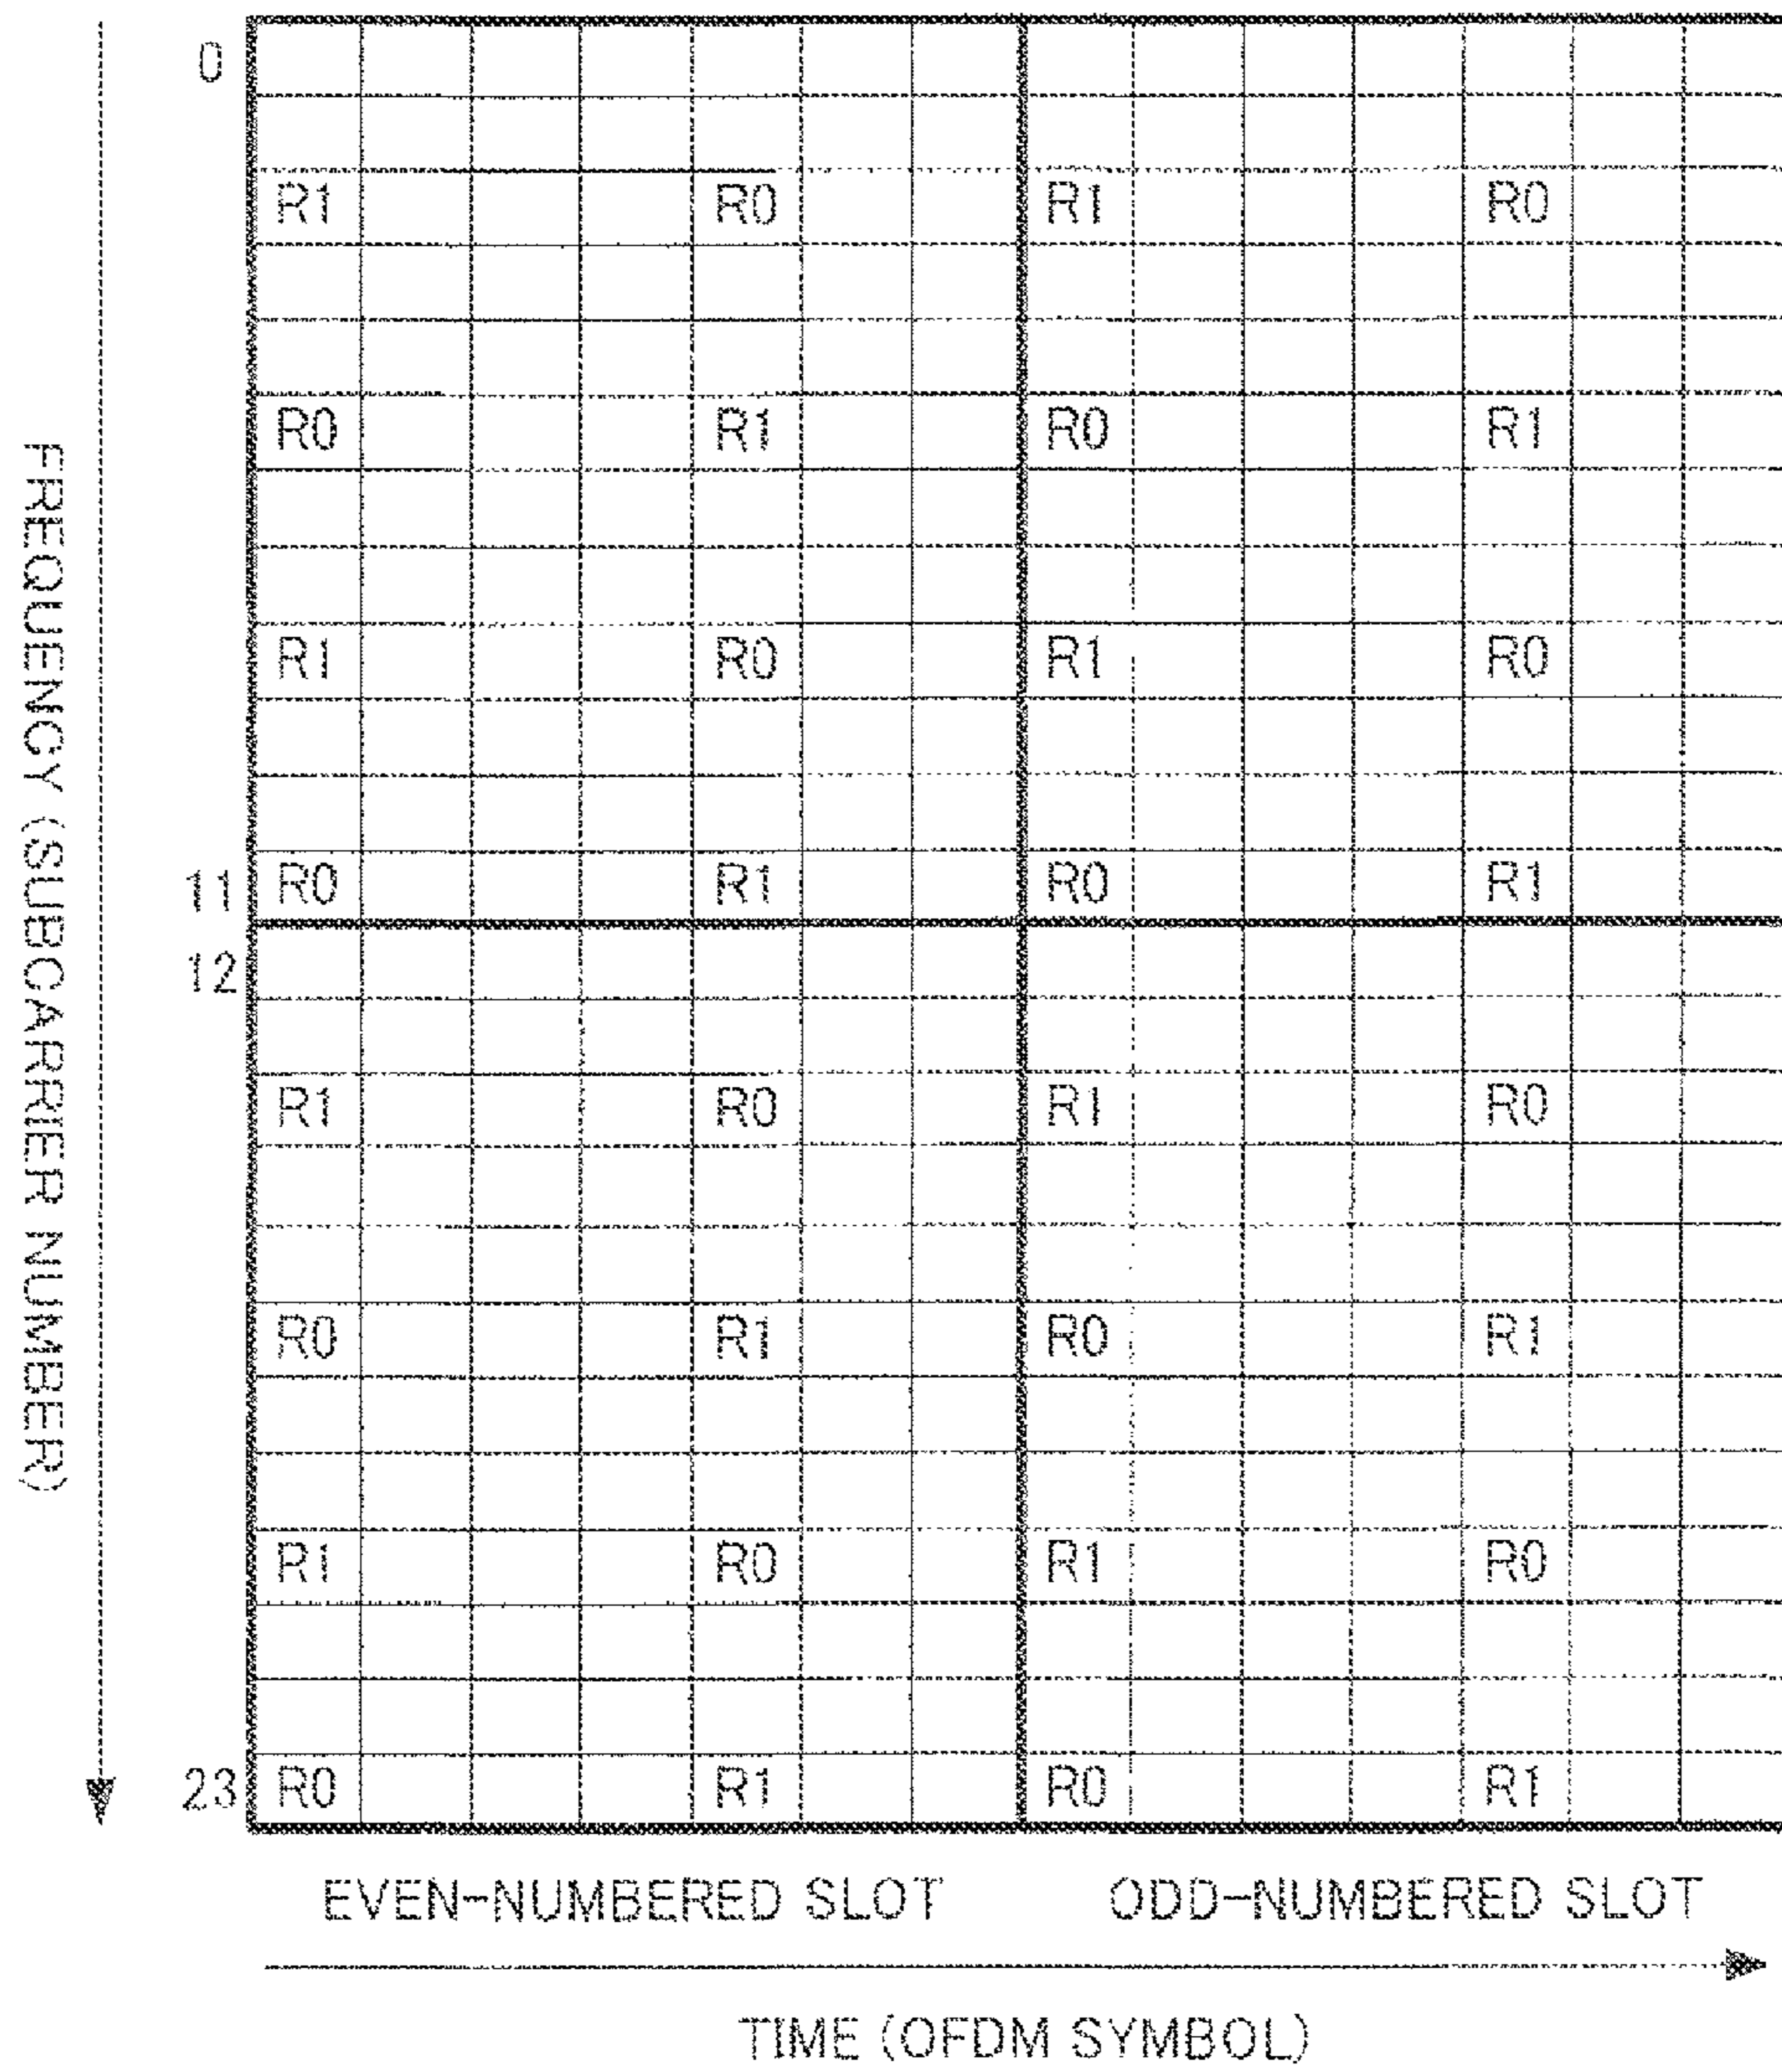 0
R1 R0 R1 R0
R0 R1 R0 R1
R1 R0 R1 R0
11 R0 R1 R0 R1
12
R1 R0 R1 R0
R0 R1 R0 R1
R1 R0 R1 R0
23 R0 R1 R0 R1
FREQUENCY (SUBCARRIER NUMBER)
EVEN-NUMBERED SLOT ODD-NUMBERED SLOT
TIME (OFDM SYMBOL)